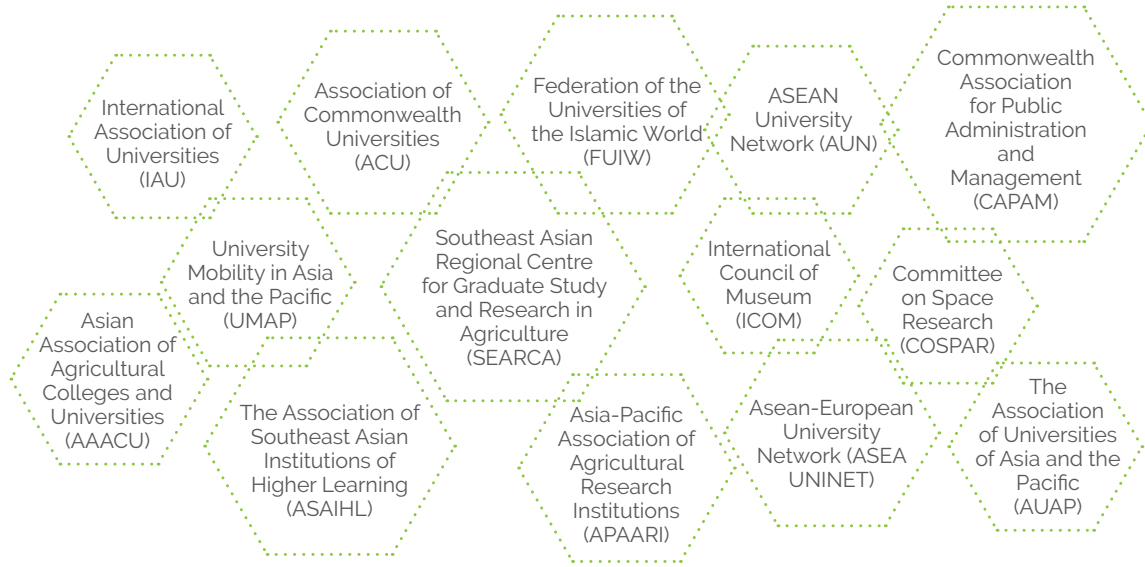 International
Association of
Universities
(IAU)
Association of
Commonwealth
Universities
(ACU)
Federation of the
Universities of
the Islamic World
(FUIW)
ASEAN
University
Network (AUN)
Commonwealth
Association
for Public
Administration
and
Management
(CAPAM)
University
Mobility in Asia
and the Pacific
(UMAP)
Southeast Asian
Regional Centre
for Graduate Study
and Research in
Agriculture
(SEARCA)
International
Council of
Museum
(ICOM)
Committee
on Space
Research
(COSPAR)
Asian
Association of
Agricultural
Colleges and
Universities
(AAACU)
The Association of
Southeast Asian
Institutions of
Higher Learning
(ASAIHL)
Asia-Pacific
Association of
Agricultural
Research
Institutions
(APAARI)
Asean-European
University
Network (ASEA
UNINET)
The
Association
of Universities
of Asia and the
Pacific
(AUAP)